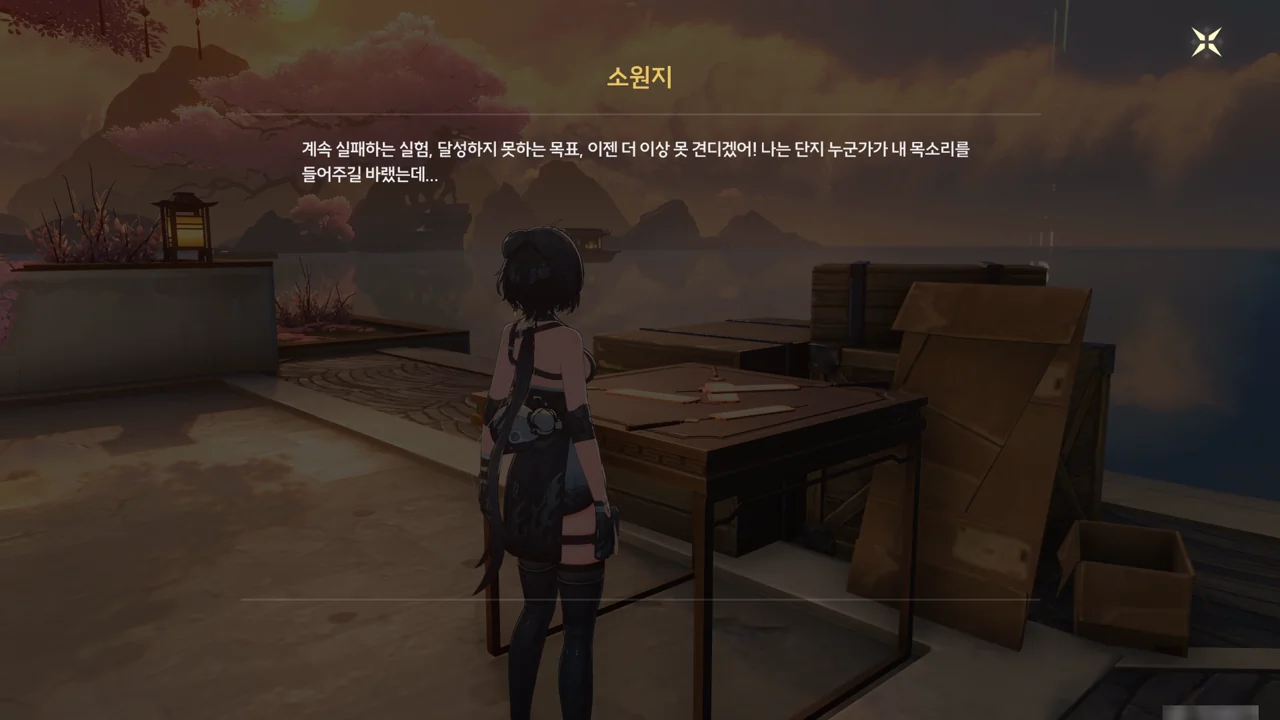 소원지
계속 실패하는 실험, 달성하지 못하는 목표, 이젠 더 이상 못 견디겠어! 나는 단지 누군가가 내 목소리를
들어주길 바랬는데...